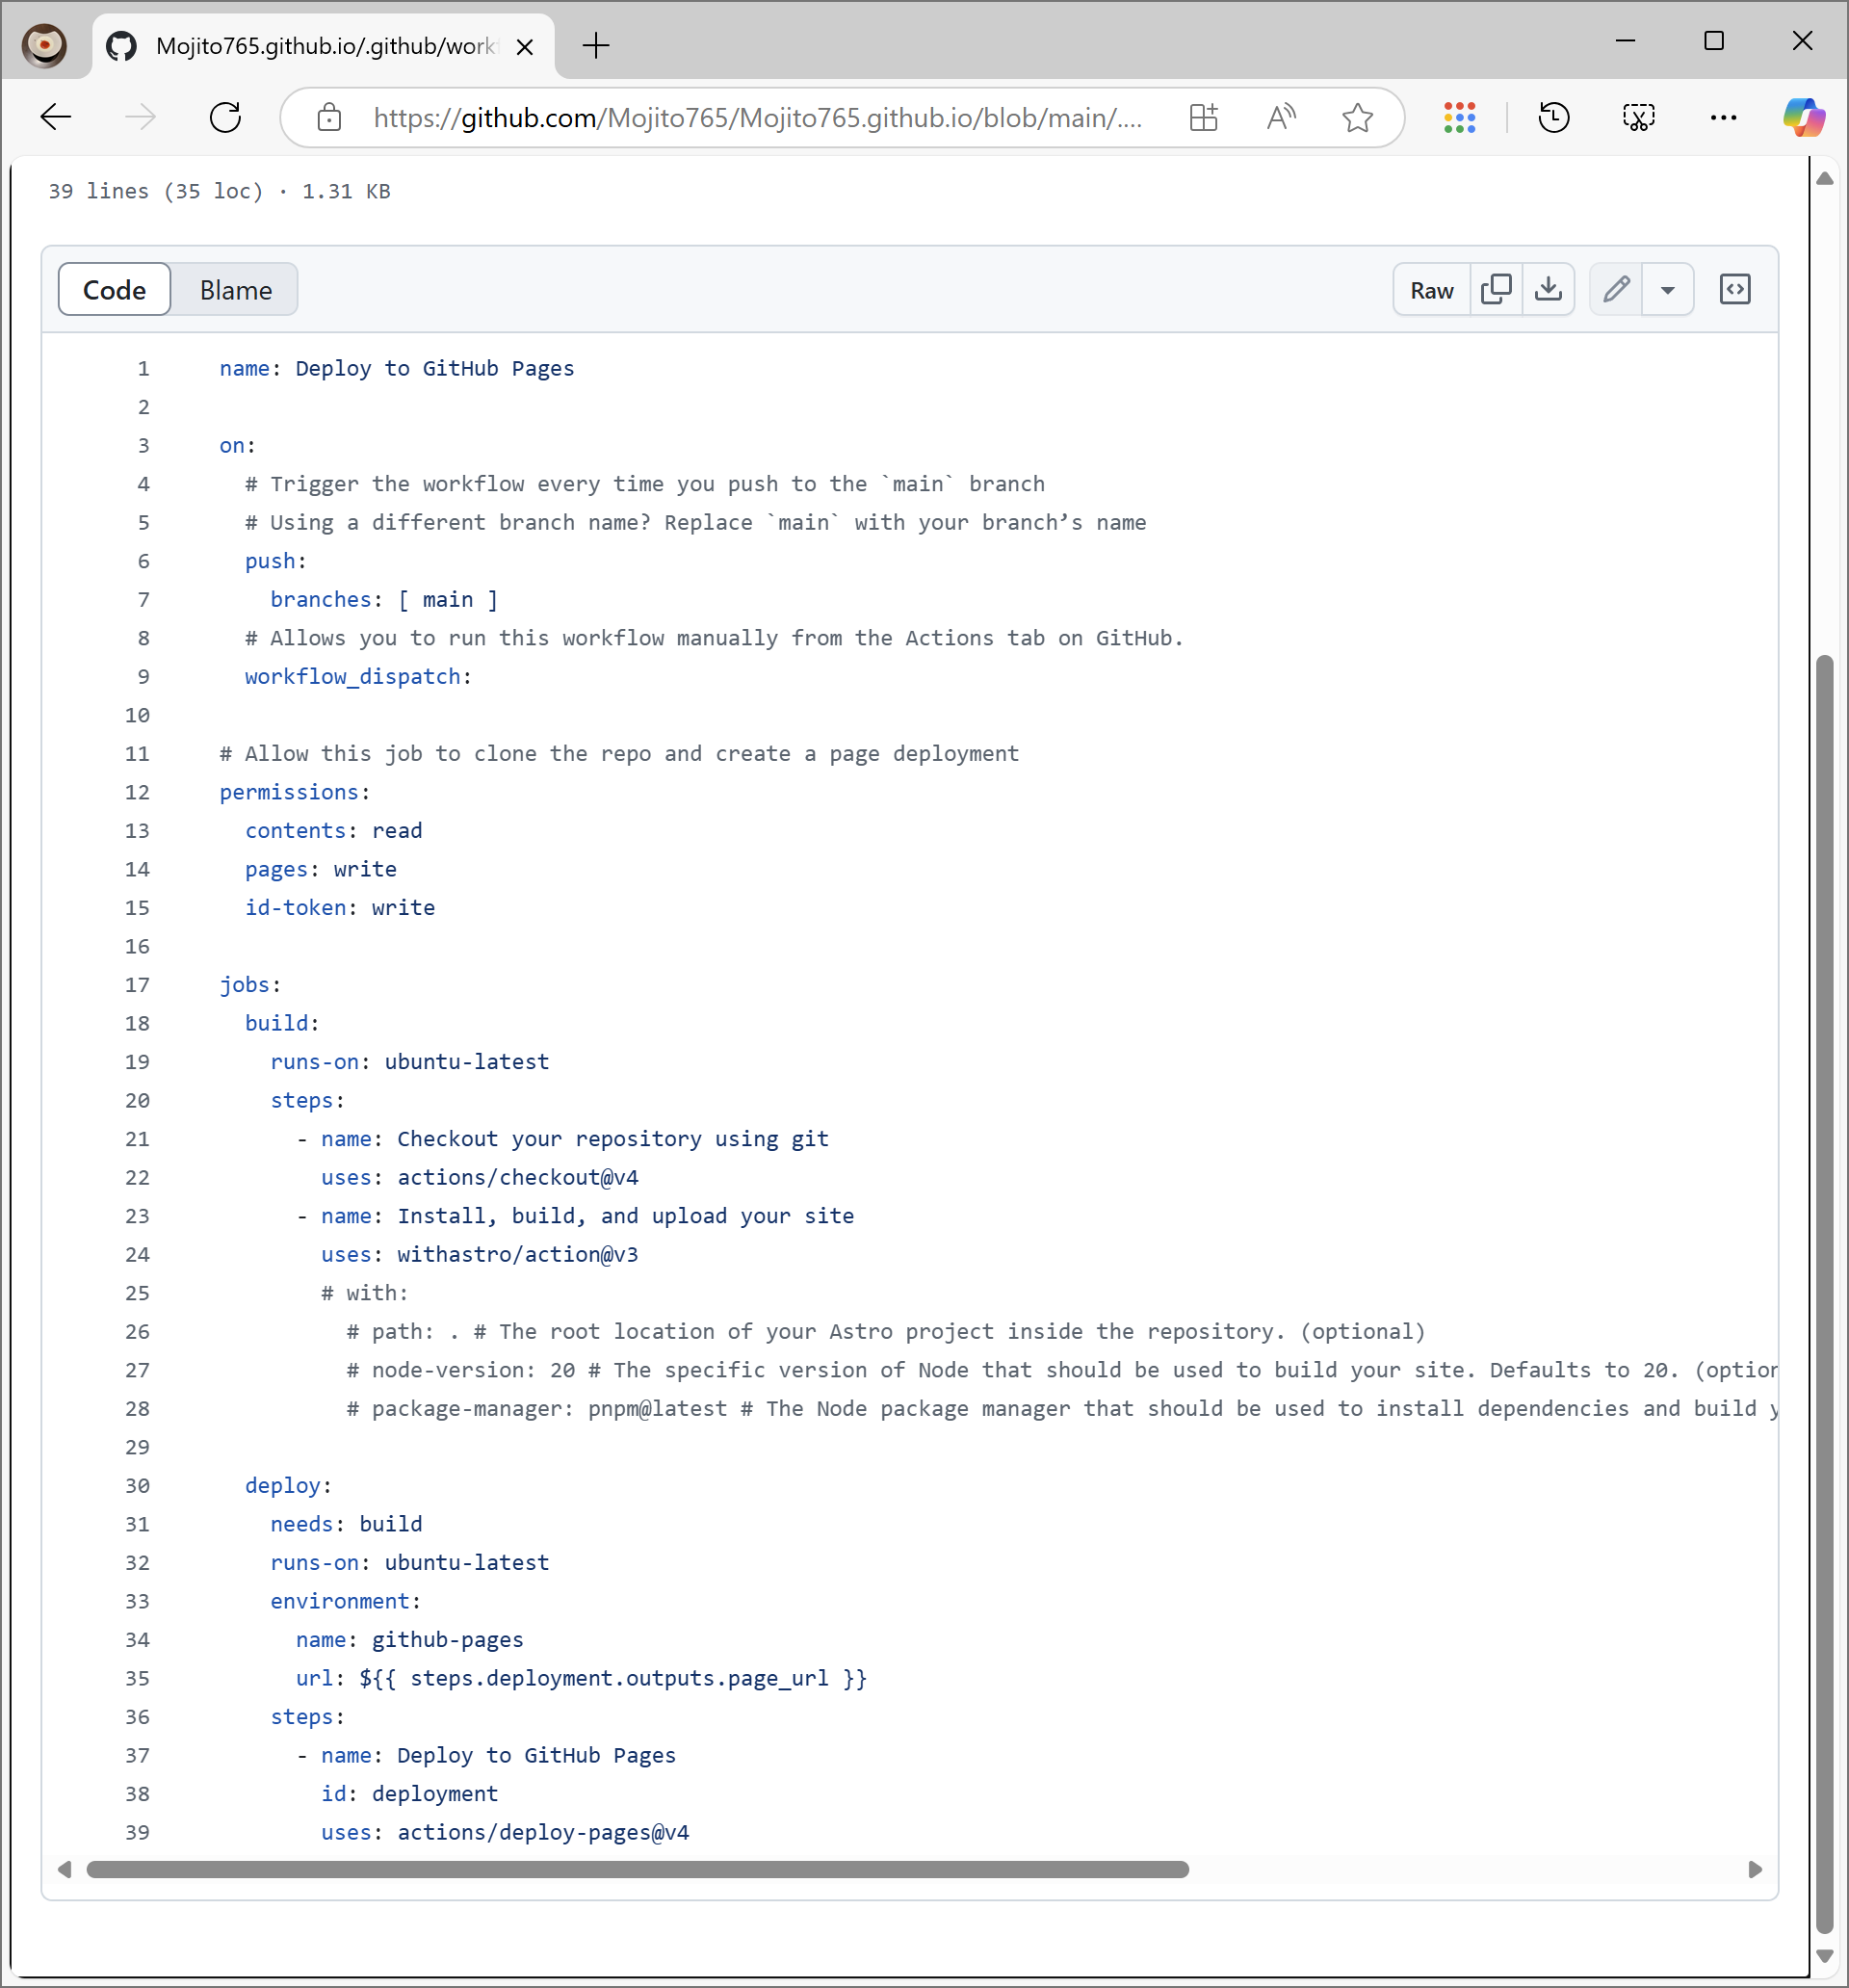 Mojito765.github.io/.github/work
https://github.com/Mojito765/Mojito765.github.io/blob/main/....
39 lines (35 loc) · 1.31 KB
Code Blame Raw
1 name: Deploy to GitHub Pages
2
3 on:
4   # Trigger the workflow every time you push to the `main` branch
5   # Using a different branch name? Replace `main` with your branch’s name
6   push:
7     branches: [ main ]
8   # Allows you to run this workflow manually from the Actions tab on GitHub.
9   workflow_dispatch:
10
11 # Allow this job to clone the repo and create a page deployment
12 permissions:
13   contents: read
14   pages: write
15   id-token: write
16
17 jobs:
18   build:
19     runs-on: ubuntu-latest
20     steps:
21       - name: Checkout your repository using git
22         uses: actions/checkout@v4
23       - name: Install, build, and upload your site
24         uses: withastro/action@v3
25         # with:
26           # path: . # The root location of your Astro project inside the repository. (optional)
27           # node-version: 20 # The specific version of Node that should be used to build your site. Defaults to 20. (option
28           # package-manager: pnpm@latest # The Node package manager that should be used to install dependencies and build y
29
30   deploy:
31     needs: build
32     runs-on: ubuntu-latest
33     environment:
34       name: github-pages
35       url: ${{ steps.deployment.outputs.page_url }}
36     steps:
37       - name: Deploy to GitHub Pages
38         id: deployment
39         uses: actions/deploy-pages@v4